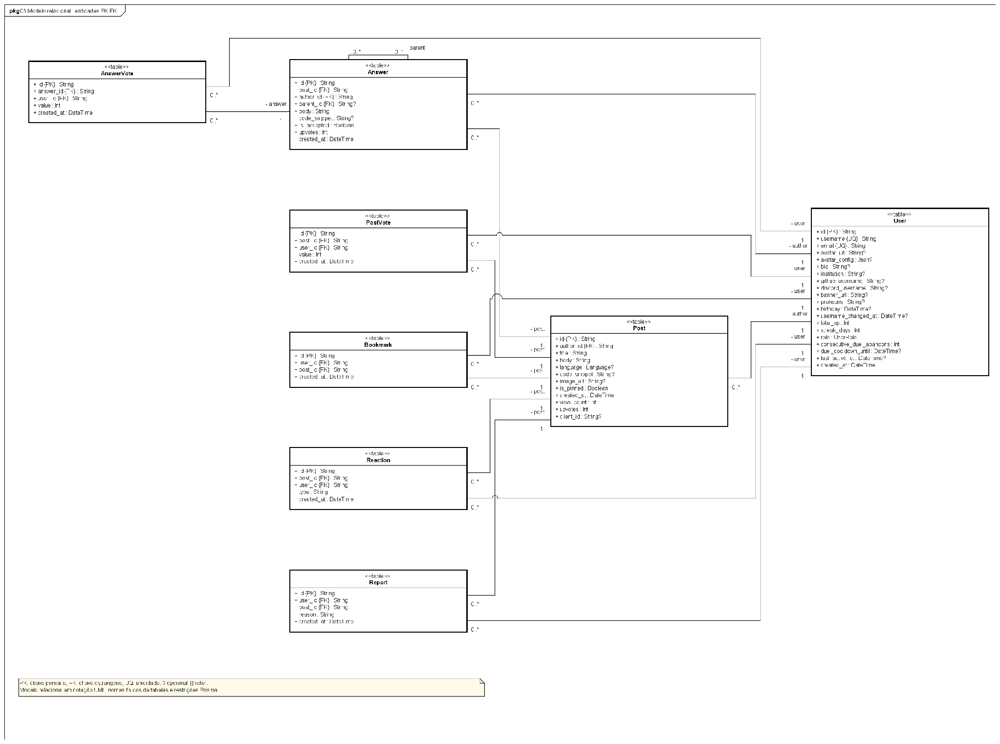 pkg 03 Modelo relacional entidades PK FK
<<table>>
AnswerVote
+ id {PK} : String
+ answer_id {FK} : String
+ user_id {FK} : String
+ value : Int
+ created_at : DateTime
0..*
0..*
- answer
1
0..*
0..1
parent
<<table>>
Answer
+ id {PK} : String
post_id {FK} : String
+ author_id {FK} : String
+ parent_id {FK} : String?
+ body : String
code_snippet : String?
+ is_accepted : Boolean
+ upvotes : Int
created_at : DateTime
0..*
0..*
<<table>>
PostVote
id {PK} : String
+ post_id {FK} : String
+ user_id {FK} : String
value : Int
+ created_at : DateTime
0..*
0..*
<<table>>
Bookmark
+ id {PK} : String
+ user_id {FK} : String
+ post_id {FK} : String
+ created_at : DateTime
0..*
0..*
<<table>>
Reaction
+ id {PK} : String
+ post_id {FK} : String
+ user_id {FK} : String
type : String
created_at : DateTime
0..*
0..*
<<table>>
Report
+ id {PK} : String
+ user_id {FK} : String
post_id {FK} : String
reason : String
+ created_at : DateTime
0..*
0..*
- post
1
- post
1
- post
1
- post
1
- post
1
<<table>>
Post
+ id {PK} : String
+ author_id {FK} : String
+ title : String
+ body : String
+ language : Language?
+ code_snippet : String?
+ image_url : String?
+ is_pinned : Boolean
+ created_at : DateTime
+ view_count : Int
+ upvotes : Int
+ client_id : String?
0..*
- user
1
- author
1
user
1
- user
1
author
1
- user
1
- user
1
<<table>>
User
+ id {PK} : String
+ username {UQ} : String
+ email {UQ} : String
+ avatar_url : String?
+ avatar_config : Json?
+ bio : String?
+ institution : String?
+ github_username : String?
+ discord_username : String?
+ banner_url : String?
+ pronouns : String?
+ birthday : DateTime?
+ username_changed_at : DateTime?
+ total_xp : Int
+ streak_days : Int
+ role : UserRole
+ consecutive_duel_abandons : Int
+ duel_cooldown_until : DateTime?
+ last_active_at : DateTime?
+ created_at : DateTime
PK: chave primária, FK: chave estrangeira, UQ: unicidade, ? opcional, [] vetor.
Modelo relacional em notação UML: nomes físicos de tabelas e restrições Prisma